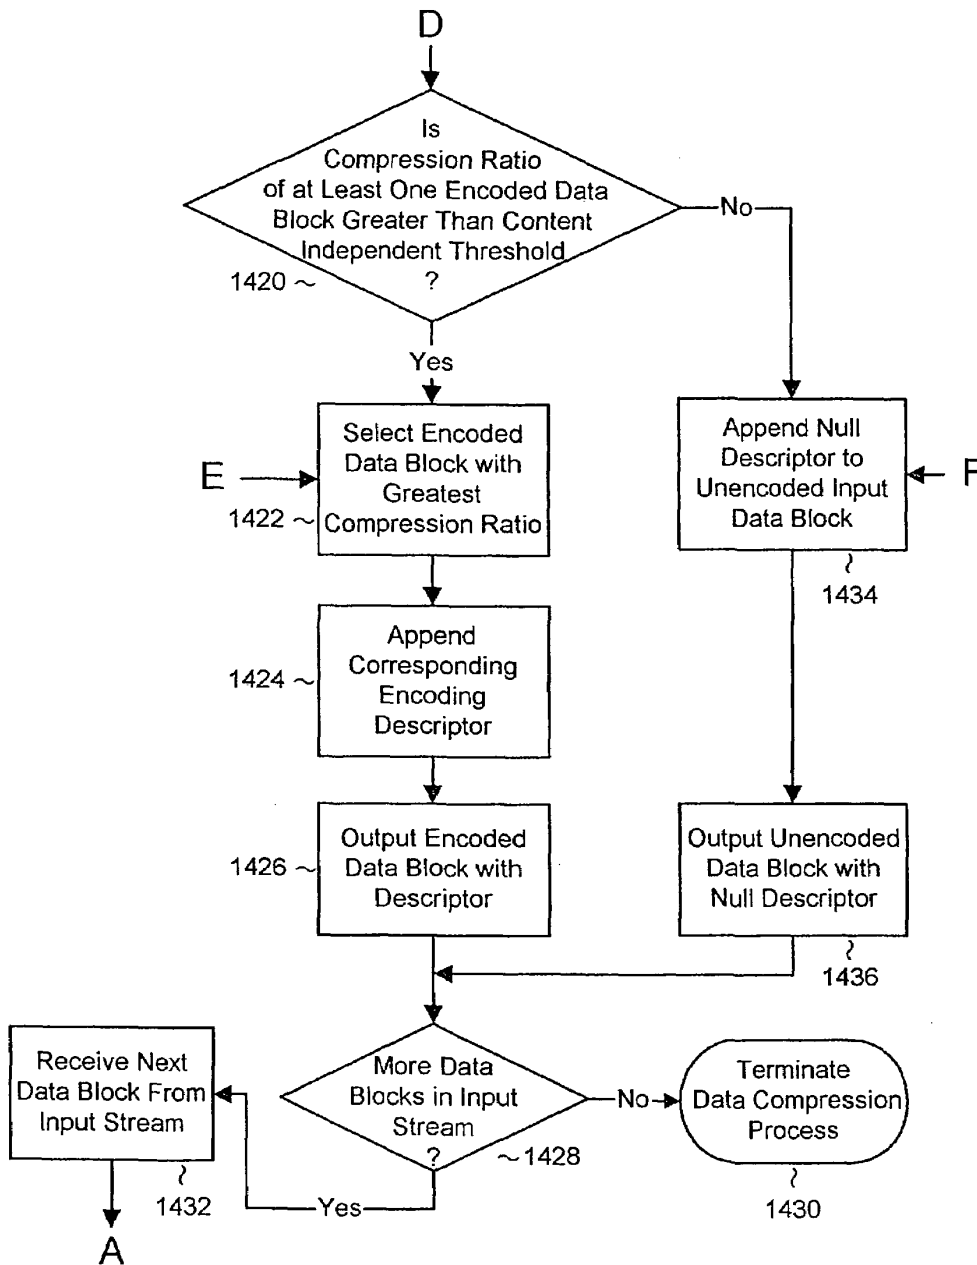 D
Is
Compression Ratio
of at Least One Encoded Data
Block Greater Than Content
Independent Threshold
?
1420
No
Yes
E
Select Encoded
Data Block with
Greatest
Compression Ratio
1422
Append Null
Descriptor to
Unencoded Input
Data Block
F
1434
Append
Corresponding
Encoding
Descriptor
1424
Output Encoded
Data Block with
Descriptor
1426
Output Unencoded
Data Block with
Null Descriptor
1436
Receive Next
Data Block From
Input Stream
1432
A
More Data
Blocks in Input
Stream
?
1428
Yes
No
Terminate
Data Compression
Process
1430